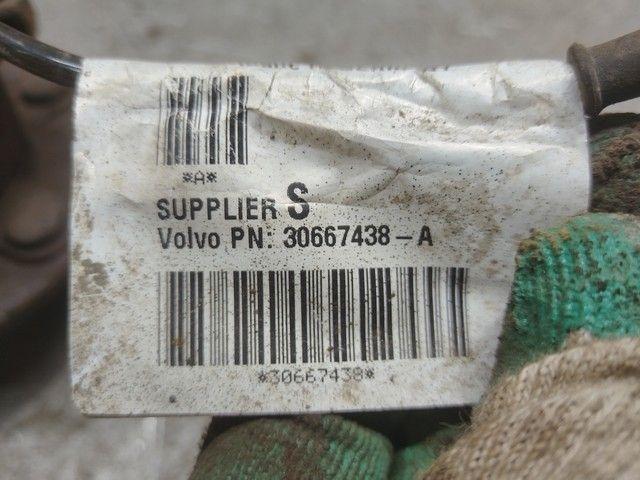 *A*
SUPPLIER S
Volvo PN: 30667438-A
*30667438*